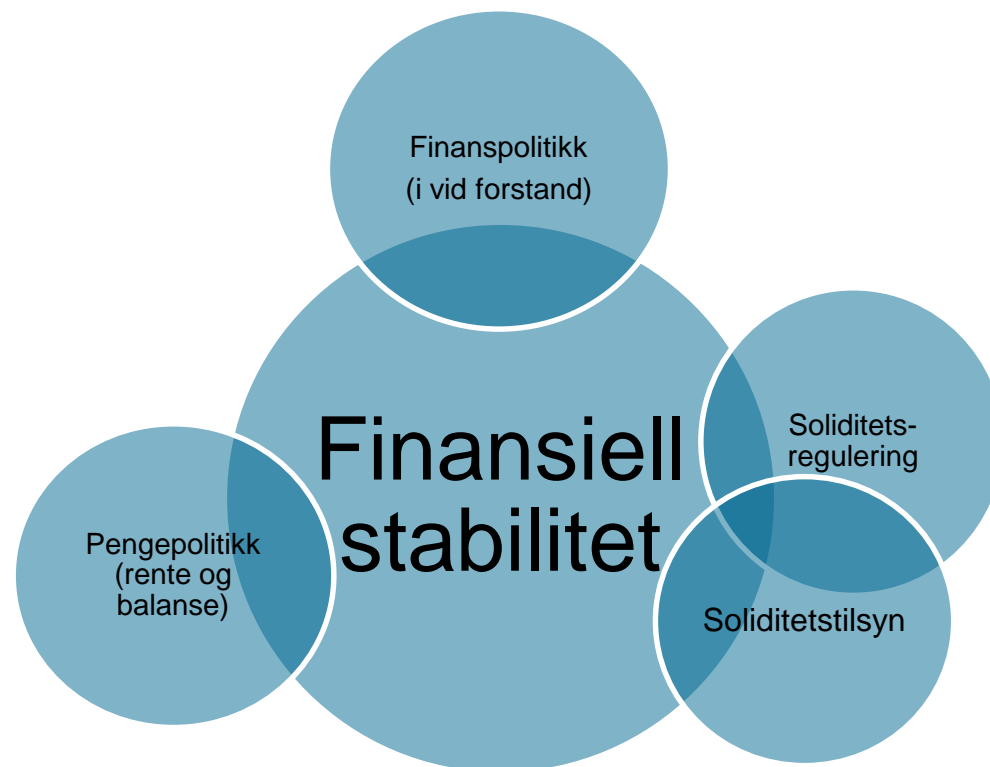 Finanspolitikk
(i vid forstand)
Finansiell
stabilitet
Soliditets-
regulering
Soliditetstilsyn
Pengepolitikk
(rente og
balanse)